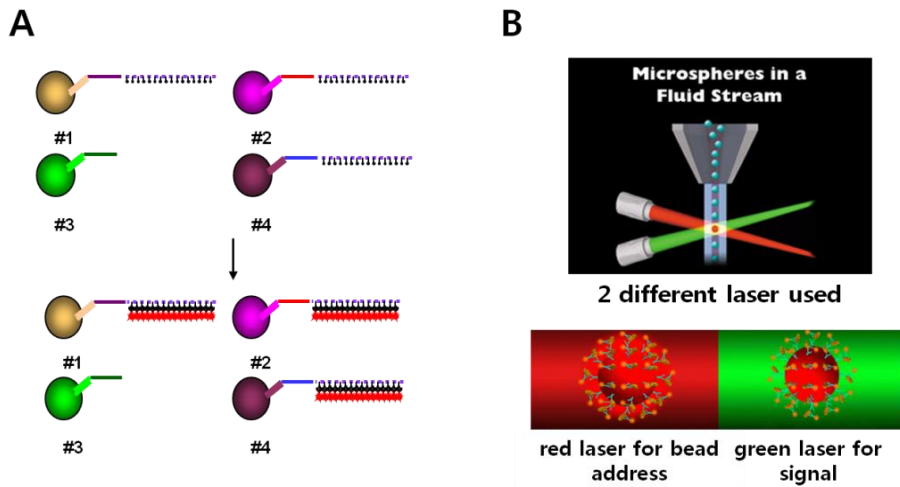 A
#1
#2
#3
#4
#1
#2
#3
#4
B
Microspheres in a
Fluid Stream
2 different laser used
red laser for bead
address
green laser for
signal